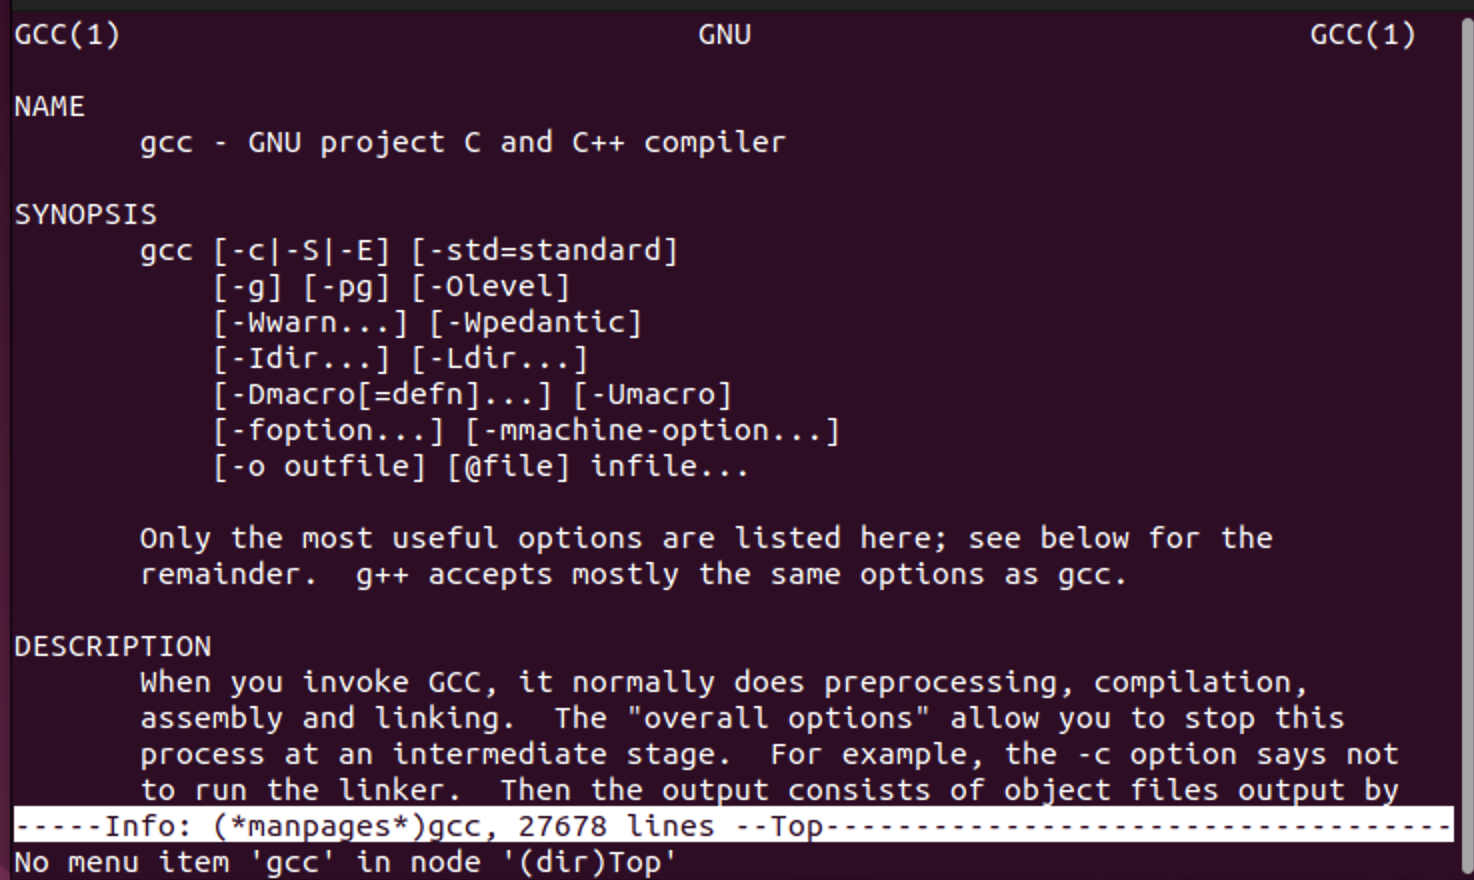 GCC(1) GNU GCC(1)
NAME
gcc - GNU project C and C++ compiler
SYNOPSIS
gcc [-c|-S|-E] [-std=standard]
[-g] [-pg] [-Olevel]
[-Wwarn...] [-Wpedantic]
[-Idir...] [-Ldir...]
[-Dmacro[=defn]...] [-Umacro]
[-foption...] [-mmachine-option...]
[-o outfile] [@file] infile...
Only the most useful options are listed here; see below for the
remainder.  g++ accepts mostly the same options as gcc.
DESCRIPTION
When you invoke GCC, it normally does preprocessing, compilation,
assembly and linking.  The "overall options" allow you to stop this
process at an intermediate stage.  For example, the -c option says not
to run the linker.  Then the output consists of object files output by
-----Info: (*manpages*)gcc, 27678 lines --Top-----------------------------------
No menu item 'gcc' in node '(dir)Top'